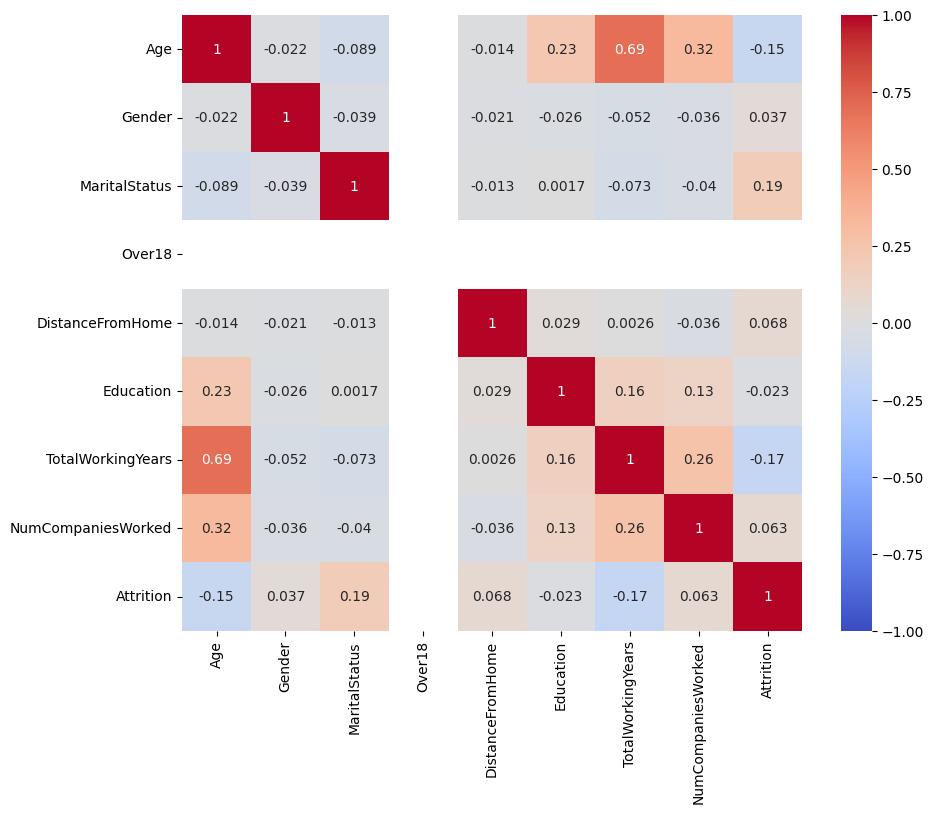 Age 1 -0.022 -0.089 -0.014 0.23 0.69 0.32 -0.15
Gender -0.022 1 -0.039 -0.021 -0.026 -0.052 -0.036 0.037
MaritalStatus -0.089 -0.039 1 -0.013 0.0017 -0.073 -0.04 0.19
Over18
DistanceFromHome -0.014 -0.021 -0.013 1 0.029 0.0026 -0.036 0.068
Education 0.23 -0.026 0.0017 0.029 1 0.16 0.13 -0.023
TotalWorkingYears 0.69 -0.052 -0.073 0.0026 0.16 1 0.26 -0.17
NumCompaniesWorked 0.32 -0.036 -0.04 -0.036 0.13 0.26 1 0.063
Attrition -0.15 0.037 0.19 0.068 -0.023 -0.17 0.063 1
Age
Gender
MaritalStatus
Over18
DistanceFromHome
Education
TotalWorkingYears
NumCompaniesWorked
Attrition
1.00
0.75
0.50
0.25
0.00
−0.25
−0.50
−0.75
−1.00